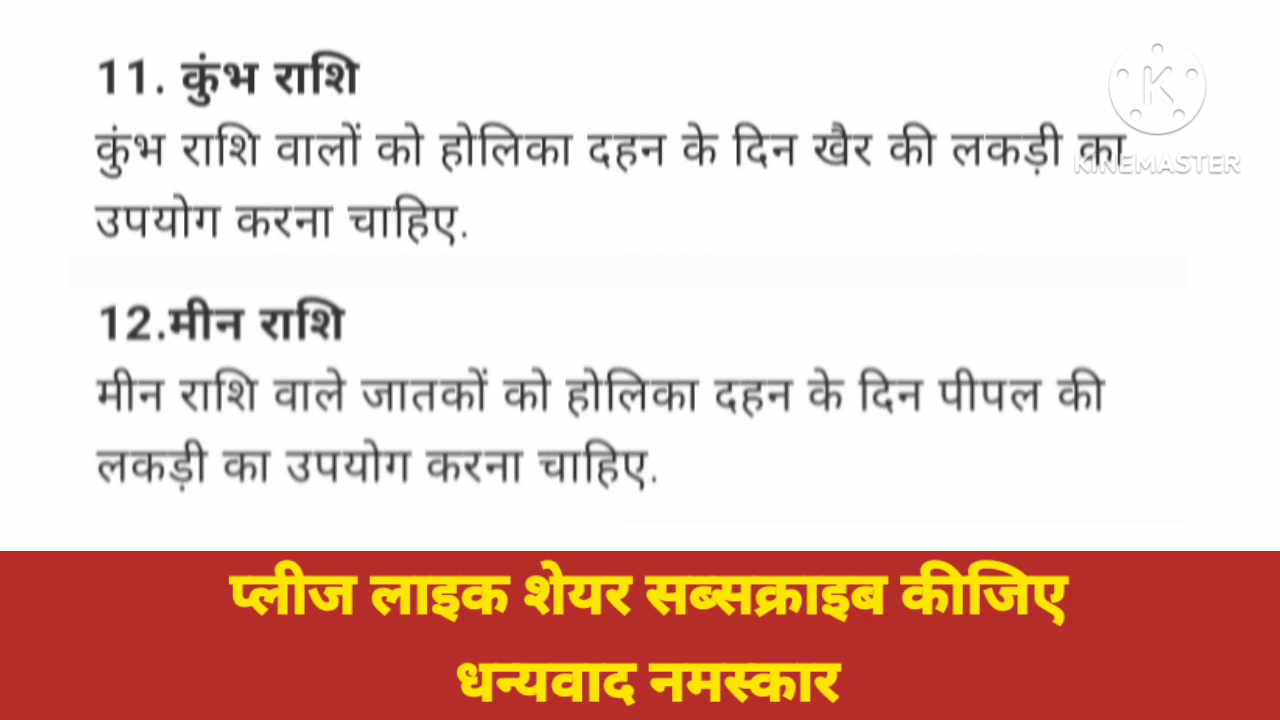 11. कुंभ राशि
कुंभ राशि वालों को होलिका दहन के दिन खैर की लकड़ी का
उपयोग करना चाहिए.
12.मीन राशि
मीन राशि वाले जातकों को होलिका दहन के दिन पीपल की
लकड़ी का उपयोग करना चाहिए.
प्लीज लाइक शेयर सब्सक्राइब कीजिए
धन्यवाद नमस्कार
K
KINEMASTER